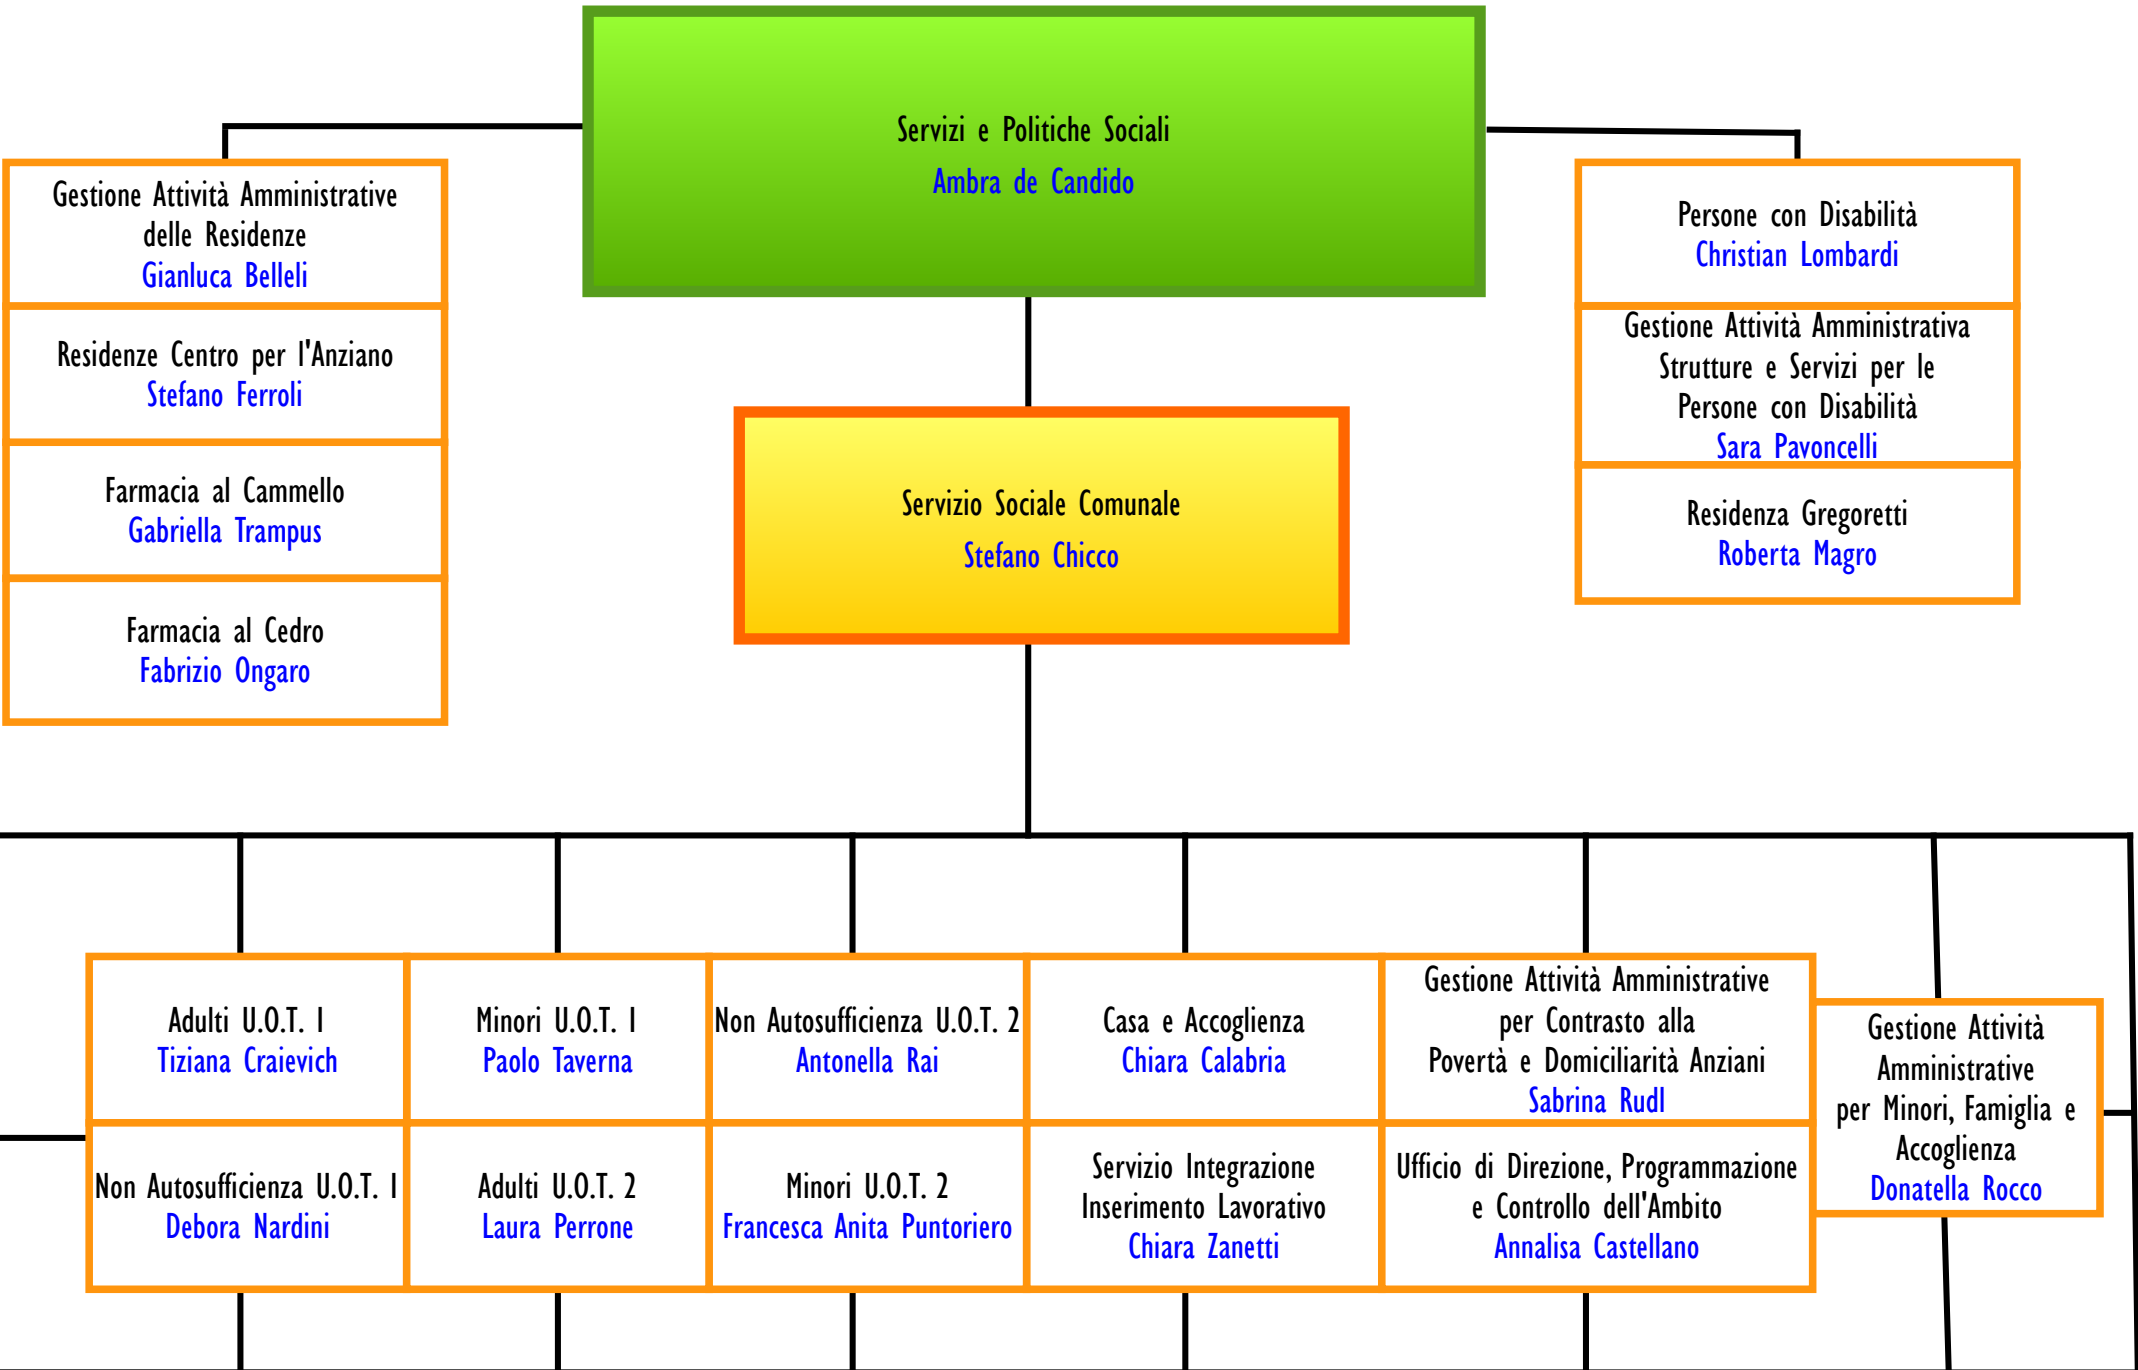 Servizi e Politiche Sociali
Ambra de Candido
Gestione Attività Amministrative
delle Residenze
Gianluca Belleli
Residenze Centro per l'Anziano
Stefano Ferroli
Farmacia al Cammello
Gabriella Trampus
Farmacia al Cedro
Fabrizio Ongaro
Persone con Disabilità
Christian Lombardi
Gestione Attività Amministrativa
Strutture e Servizi per le
Persone con Disabilità
Sara Pavoncelli
Residenza Gregoretti
Roberta Magro
Servizio Sociale Comunale
Stefano Chicco
Adulti U.O.T. 1
Tiziana Craievich
Minori U.O.T. 1
Paolo Taverna
Non Autosufficienza U.O.T. 2
Antonella Rai
Casa e Accoglienza
Chiara Calabria
Gestione Attività Amministrative
per Contrasto alla
Povertà e Domiciliarità Anziani
Sabrina Rudl
Gestione Attività
Amministrative
per Minori, Famiglia e
Accoglienza
Donatella Rocco
Non Autosufficienza U.O.T. 1
Debora Nardini
Adulti U.O.T. 2
Laura Perrone
Minori U.O.T. 2
Francesca Anita Puntoriero
Servizio Integrazione
Inserimento Lavorativo
Chiara Zanetti
Ufficio di Direzione, Programmazione
e Controllo dell'Ambito
Annalisa Castellano